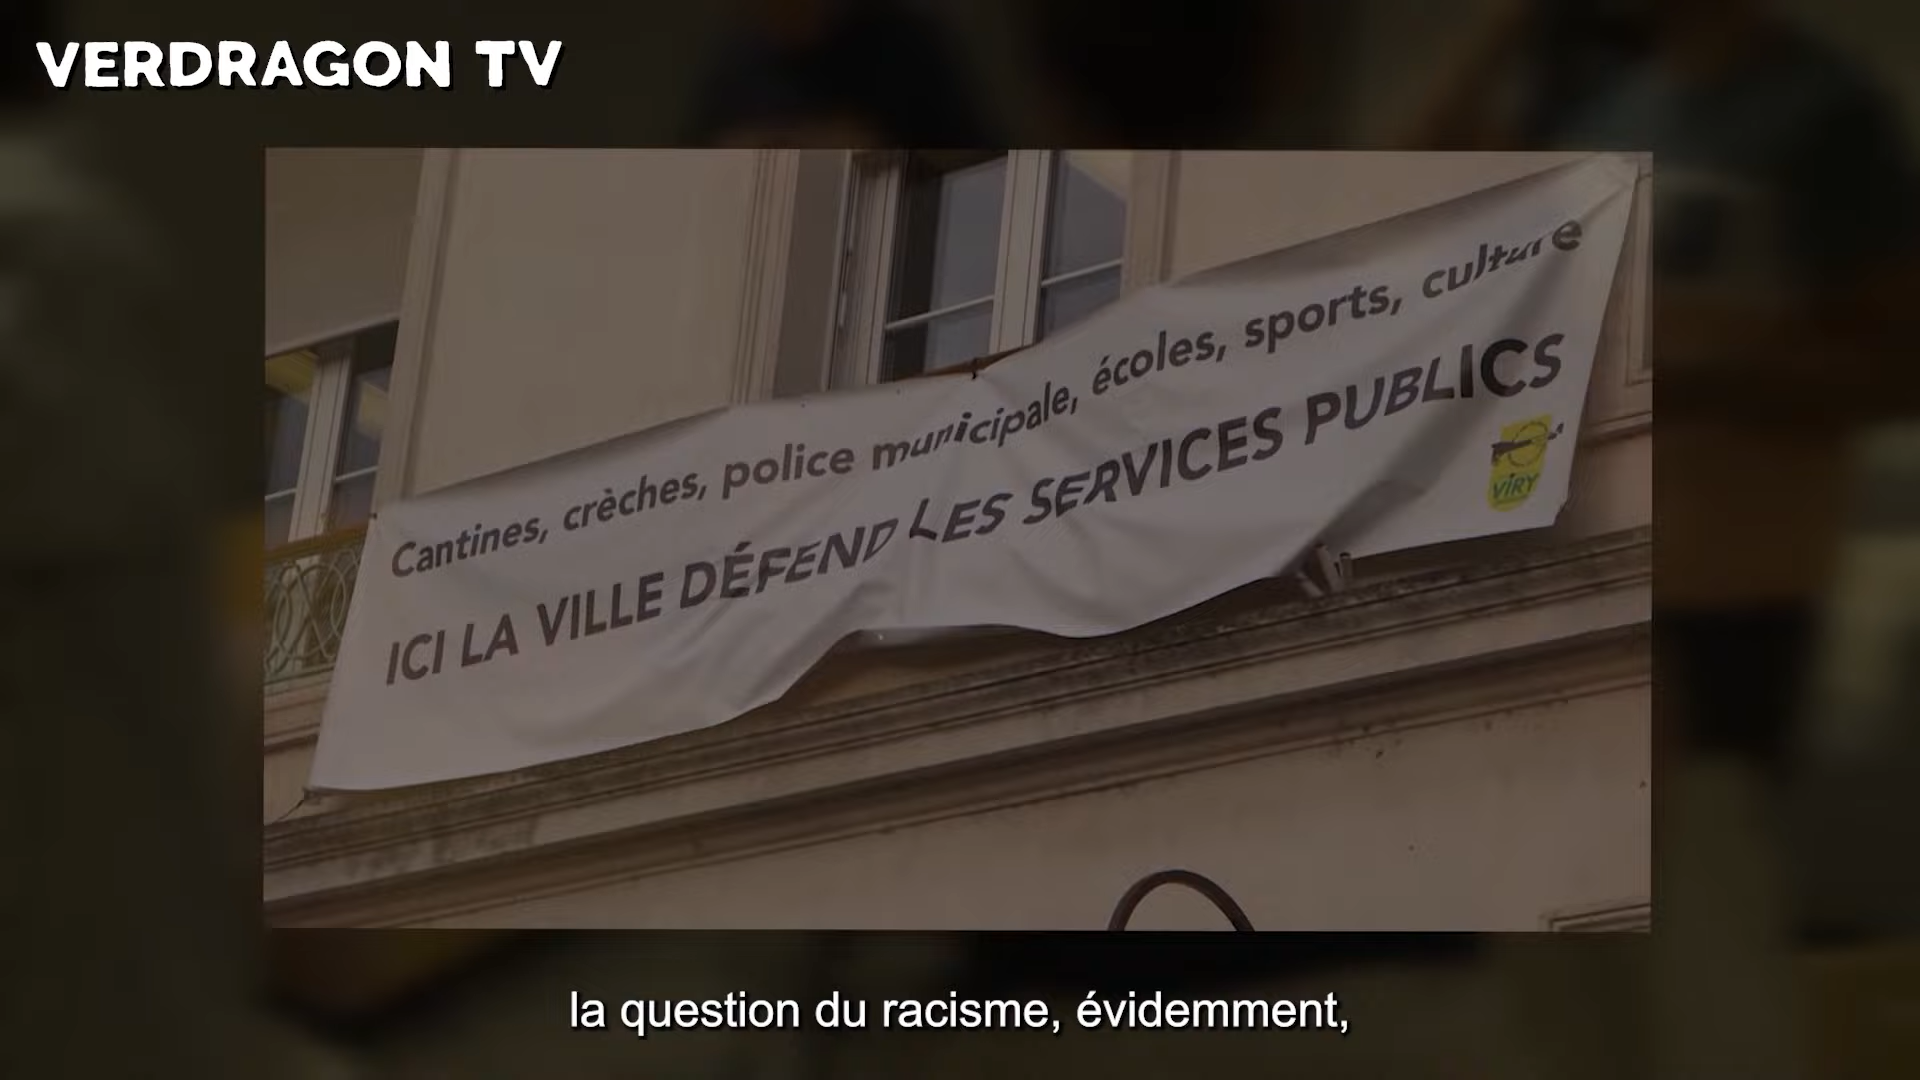 VERDRAGON TV
Cantines, crèches, police municipale, écoles, sports, culture
ICI LA VILLE DÉFEND LES SERVICES PUBLICS
VIRY
la question du racisme, évidemment,